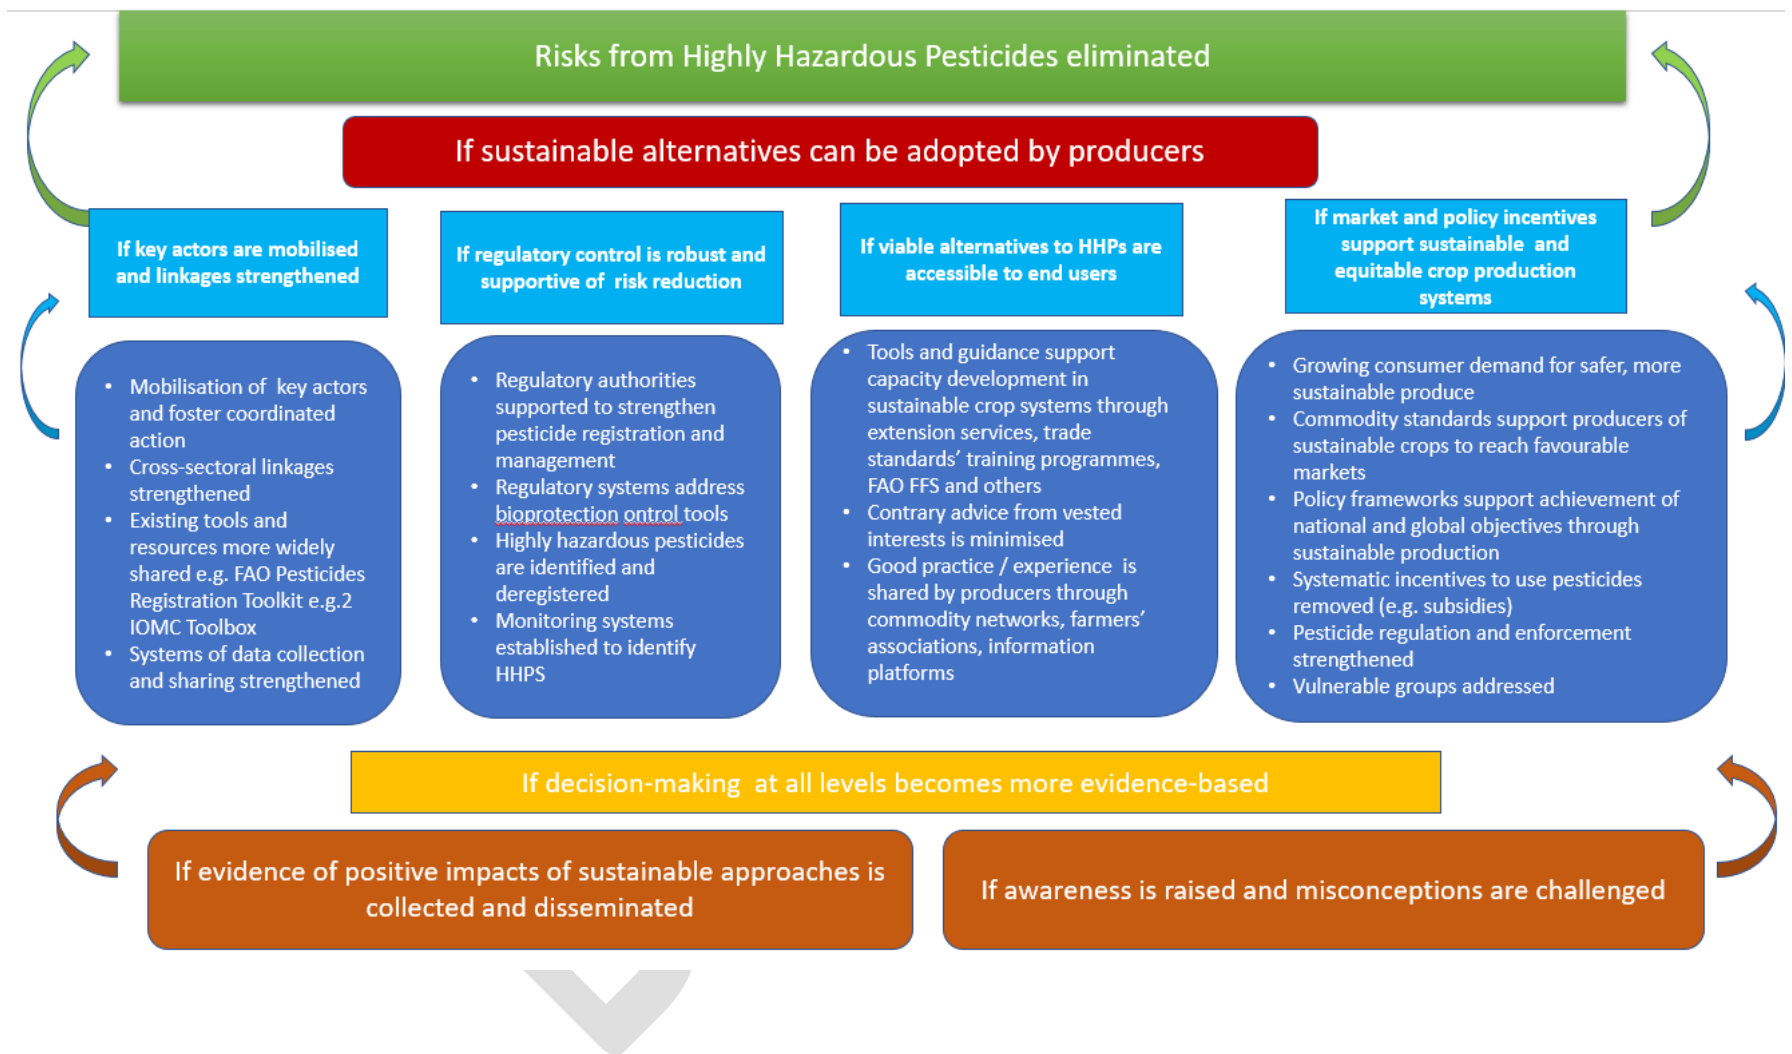 Risks from Highly Hazardous Pesticides eliminated
If sustainable alternatives can be adopted by producers
If key actors are mobilised
and linkages strengthened
If regulatory control is robust and
supportive of  risk reduction
If viable alternatives to HHPs are
accessible to end users
If market and policy incentives
support sustainable  and
equitable crop production
systems
• Mobilisation of  key actors
and foster coordinated
action
• Cross-sectoral linkages
strengthened
• Existing tools and
resources more widely
shared e.g. FAO Pesticides
Registration Toolkit e.g.2
IOMC Toolbox
• Systems of data collection
and sharing strengthened
• Regulatory authorities
supported to strengthen
pesticide registration and
management
• Regulatory systems address
bioprotection ontrol tools
• Highly hazardous pesticides
are identified and
deregistered
• Monitoring systems
established to identify
HHPS
• Tools and guidance support
capacity development in
sustainable crop systems through
extension services, trade
standards’ training programmes,
FAO FFS and others
• Contrary advice from vested
interests is minimised
• Good practice / experience  is
shared by producers through
commodity networks, farmers’
associations, information
platforms
• Growing consumer demand for safer, more
sustainable produce
• Commodity standards support producers of
sustainable crops to reach favourable
markets
• Policy frameworks support achievement of
national and global objectives through
sustainable production
• Systematic incentives to use pesticides
removed (e.g. subsidies)
• Pesticide regulation and enforcement
strengthened
• Vulnerable groups addressed
If decision-making  at all levels becomes more evidence-based
If evidence of positive impacts of sustainable approaches is
collected and disseminated
If awareness is raised and misconceptions are challenged